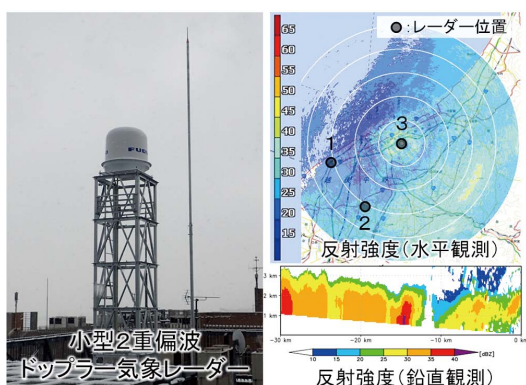 FURUNO
小型2重偏波
ドップラー気象レーダー
:レーダー位置
65
60
55
50
45
40
35
30
25
20
15
1
2
3
反射強度(水平観測)
3 km
2 km
1 km
-30 km
-20 km
-10 km
0 km
10
15
20
25
30
35
40
[dBZ]
反射強度(鉛直観測)